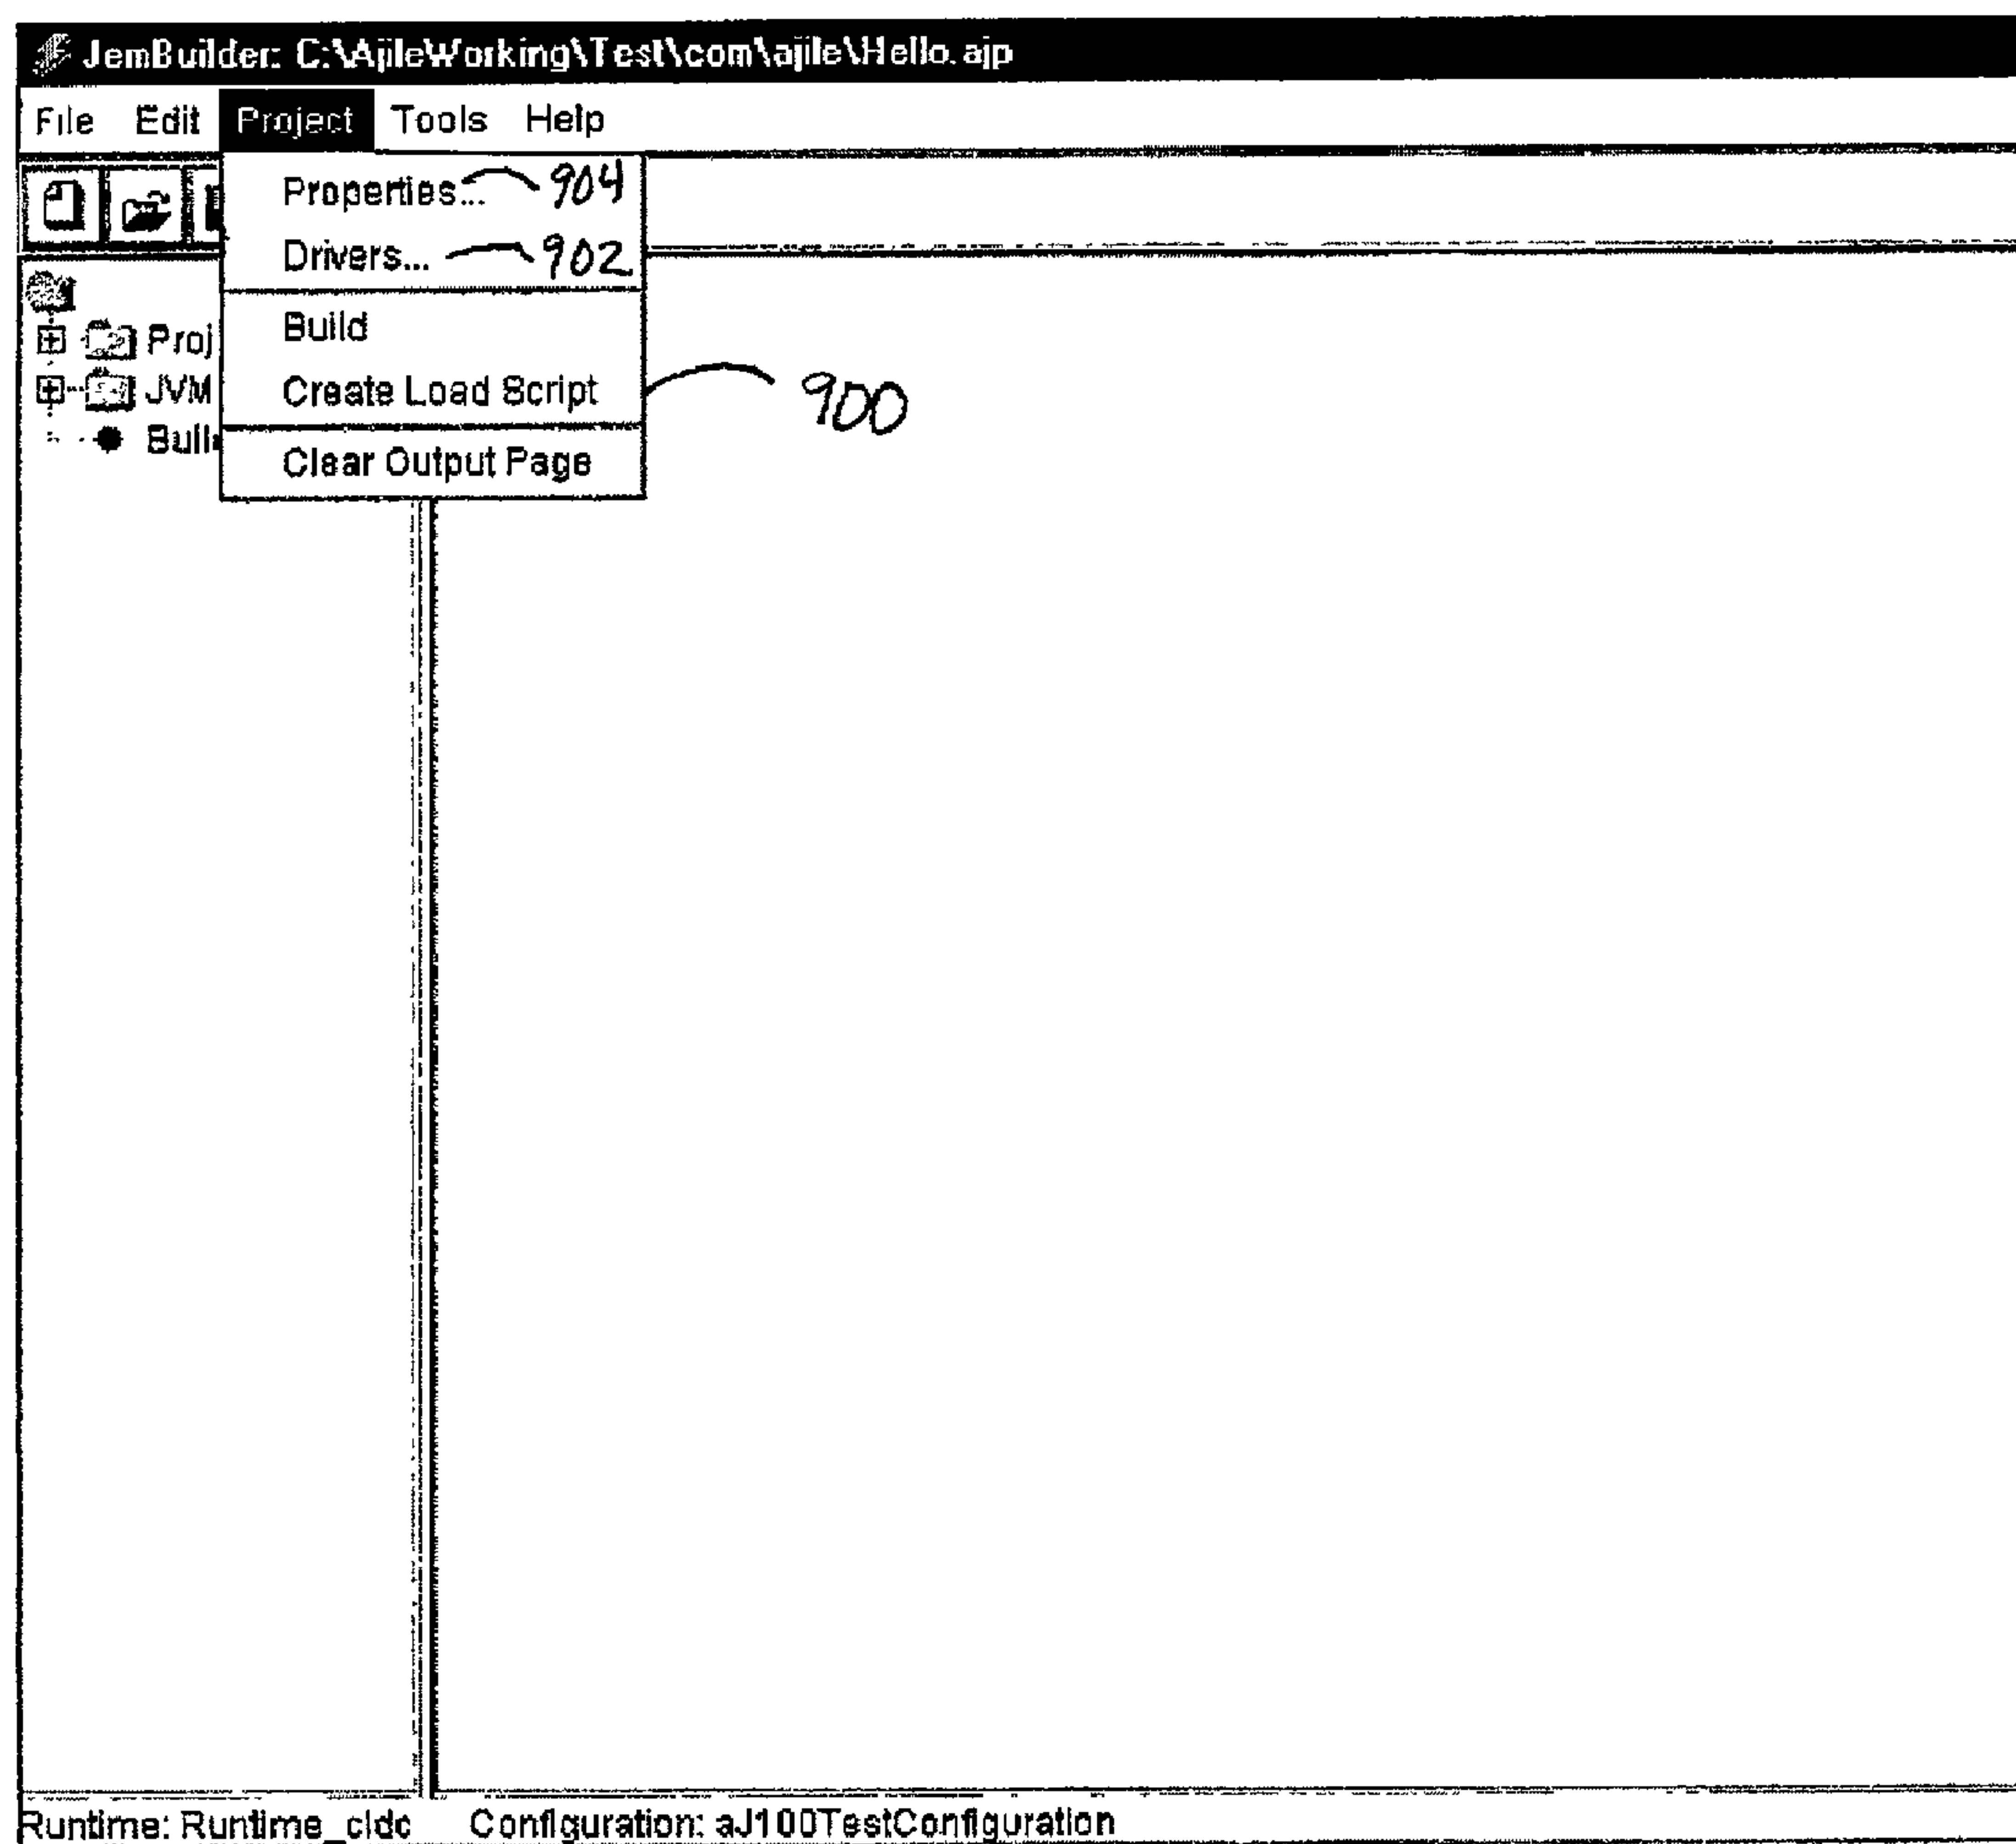 JemBuilder: C:\AjileWorking\Test\com\ajile\Hello.ajp
File Edit Project Tools Help
Properties... 904
Drivers... 902
Proj
Build
JVM
Create Load Script 900
Clear Output Page
Runtime: Runtime_cldc Configuration: aJ100TestConfiguration